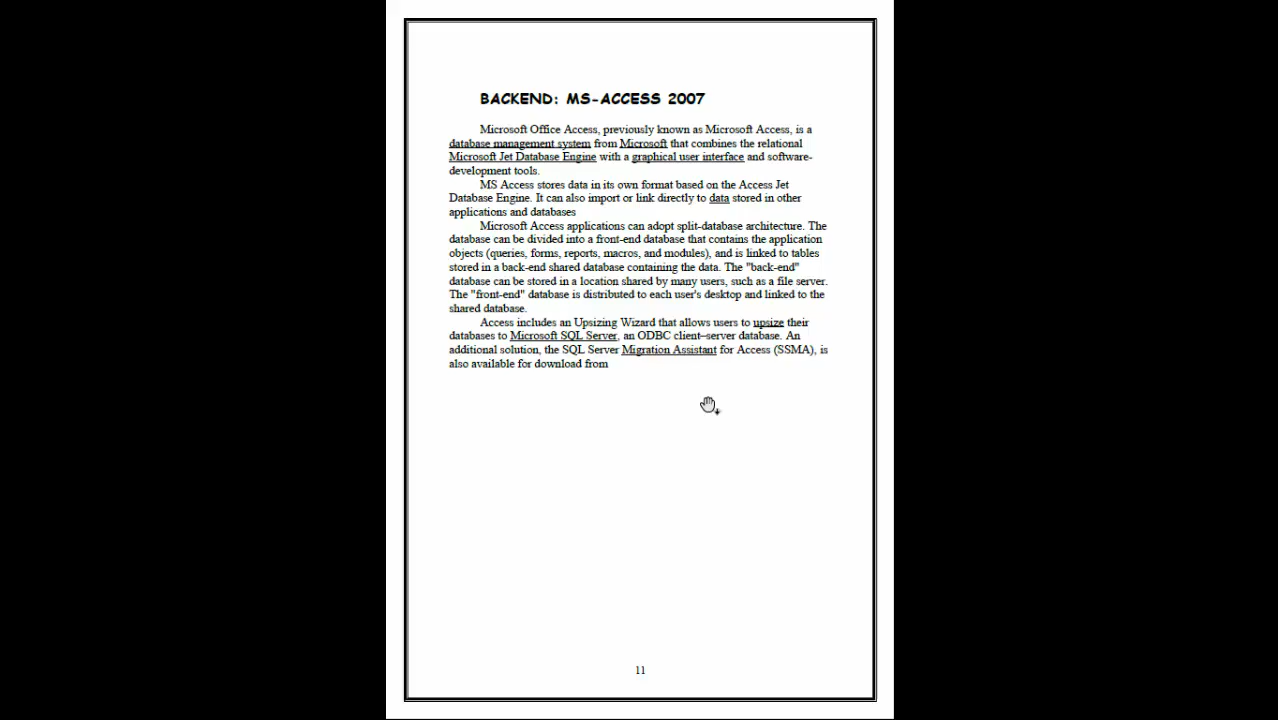 BACKEND: MS-ACCESS 2007
Microsoft Office Access, previously known as Microsoft Access, is a
database management system from Microsoft that combines the relational
Microsoft Jet Database Engine with a graphical user interface and software-
development tools.
MS Access stores data in its own format based on the Access Jet
Database Engine. It can also import or link directly to data stored in other
applications and databases
Microsoft Access applications can adopt split-database architecture. The
database can be divided into a front-end database that contains the application
objects (queries, forms, reports, macros, and modules), and is linked to tables
stored in a back-end shared database containing the data. The "back-end"
database can be stored in a location shared by many users, such as a file server.
The "front-end" database is distributed to each user's desktop and linked to the
shared database.
Access includes an Upsizing Wizard that allows users to upsize their
databases to Microsoft SQL Server, an ODBC client–server database. An
additional solution, the SQL Server Migration Assistant for Access (SSMA), is
also available for download from
11